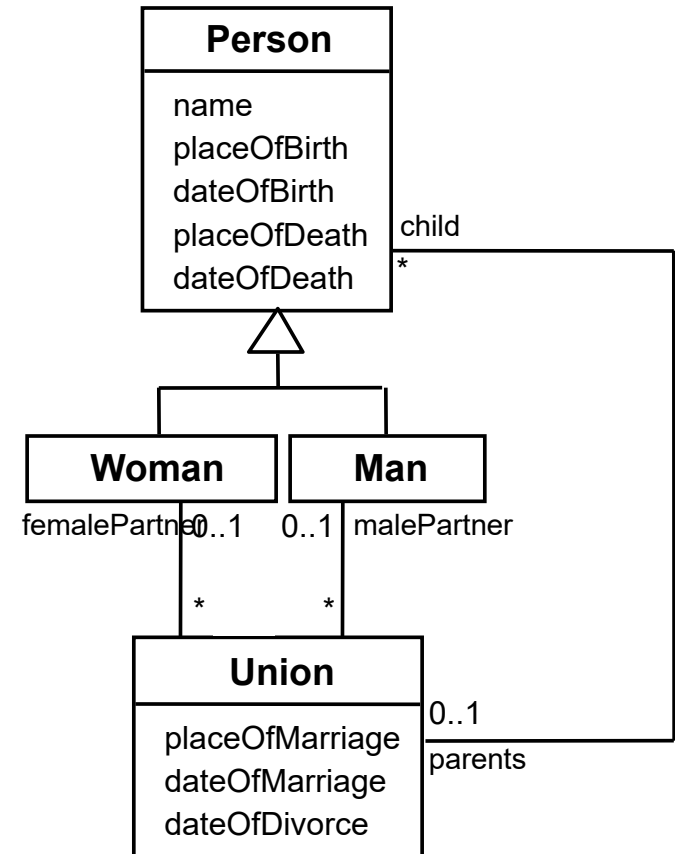 Person
name
placeOfBirth
dateOfBirth
placeOfDeath
dateOfDeath
child
*
Woman
Man
femalePartner
0..1
0..1
malePartner
*
*
Union
placeOfMarriage
dateOfMarriage
dateOfDivorce
0..1
parents